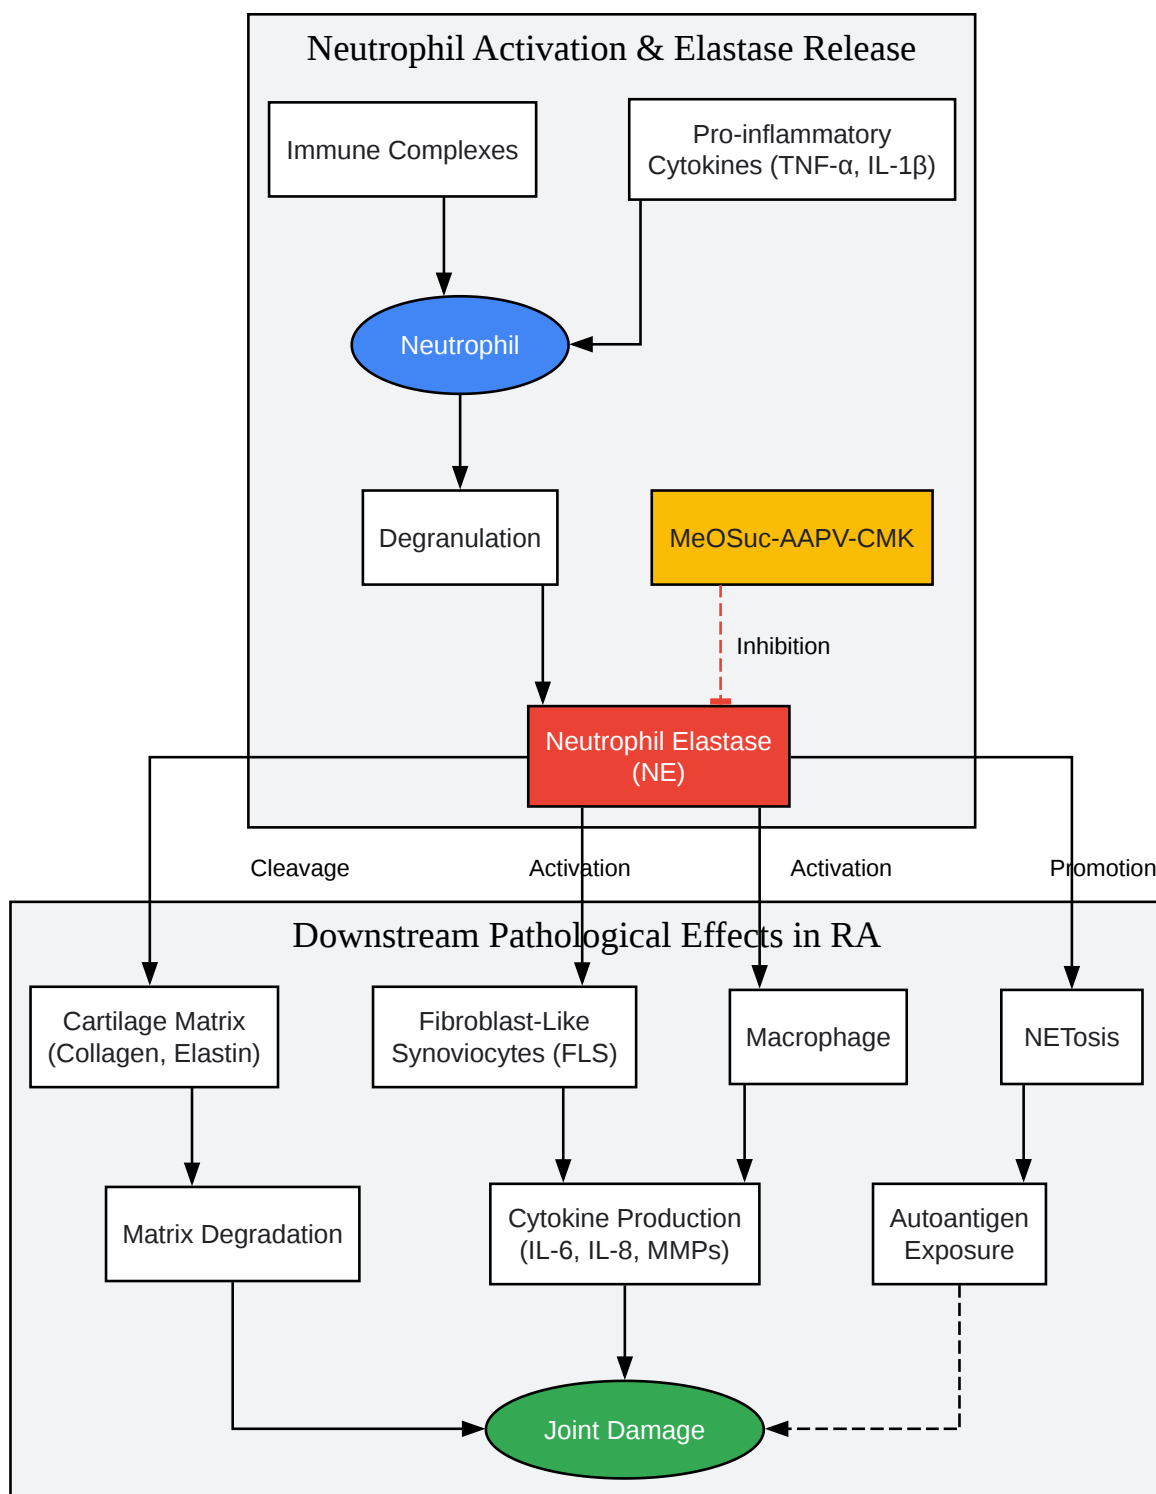 Neutrophil Activation & Elastase Release
Immune Complexes
Pro-inflammatory
Cytokines (TNF-α, IL-1β)
Neutrophil
Degranulation
MeOSuc-AAPV-CMK
Inhibition
Neutrophil Elastase
(NE)
Cleavage
Activation
Activation
Promotion
Downstream Pathological Effects in RA
Cartilage Matrix
(Collagen, Elastin)
Fibroblast-Like
Synoviocytes (FLS)
Macrophage
NETosis
Matrix Degradation
Cytokine Production
(IL-6, IL-8, MMPs)
Autoantigen
Exposure
Joint Damage